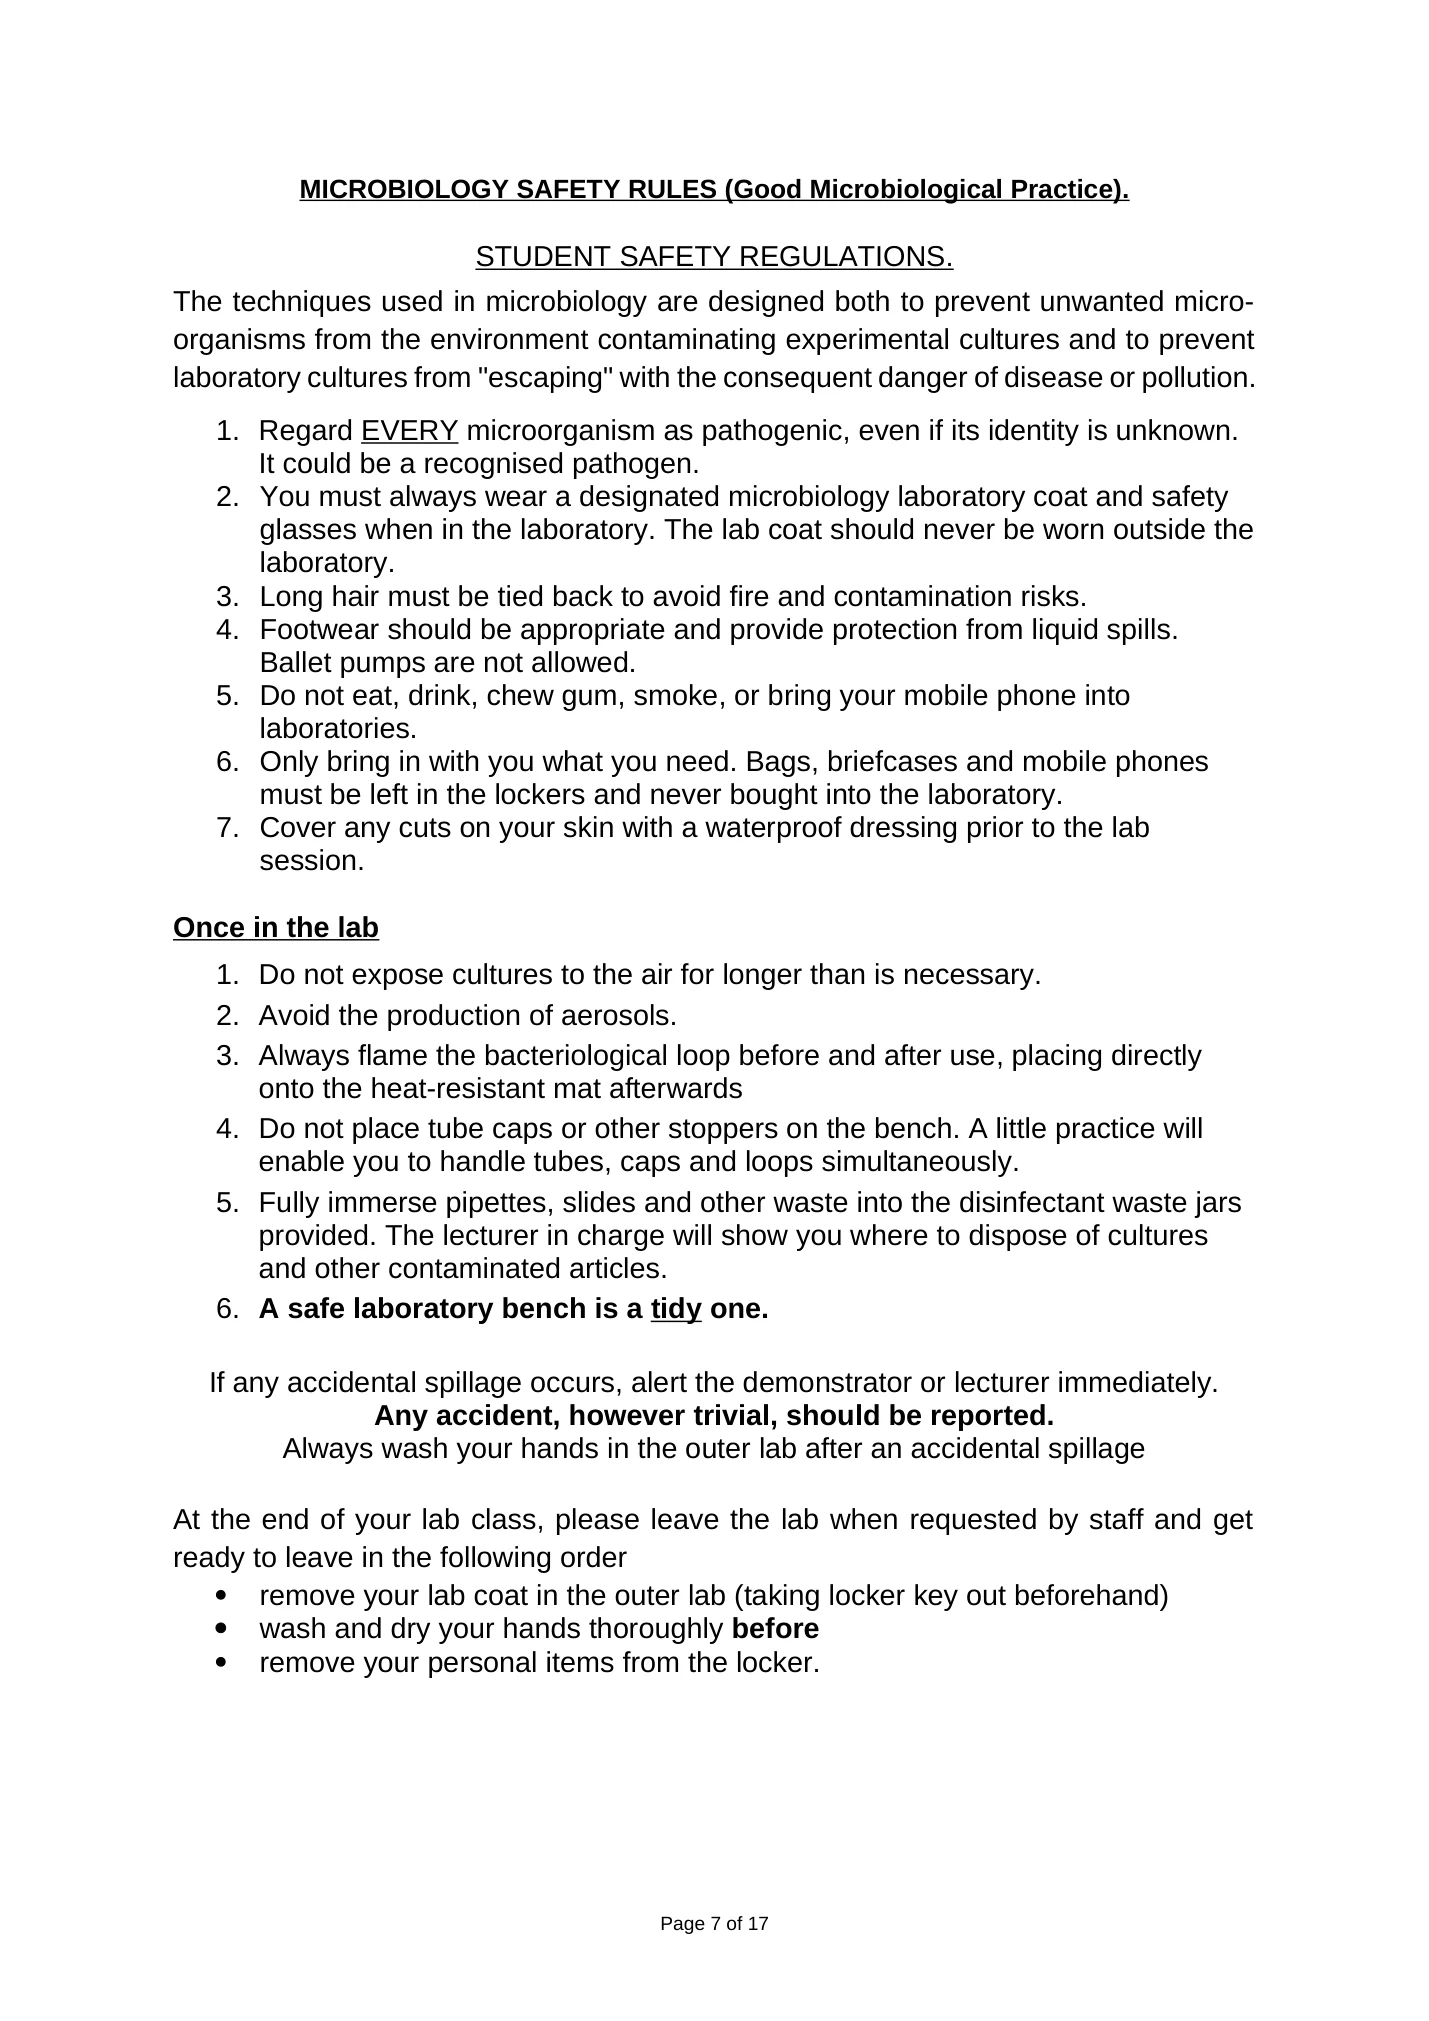 MICROBIOLOGY SAFETY RULES (Good Microbiological Practice).
STUDENT SAFETY REGULATIONS.
The techniques used in microbiology are designed both to prevent unwanted micro-
organisms from the environment contaminating experimental cultures and to prevent
laboratory cultures from "escaping" with the consequent danger of disease or pollution.
1. Regard EVERY microorganism as pathogenic, even if its identity is unknown.
It could be a recognised pathogen.
2. You must always wear a designated microbiology laboratory coat and safety
glasses when in the laboratory. The lab coat should never be worn outside the
laboratory.
3. Long hair must be tied back to avoid fire and contamination risks.
4. Footwear should be appropriate and provide protection from liquid spills.
Ballet pumps are not allowed.
5. Do not eat, drink, chew gum, smoke, or bring your mobile phone into
laboratories.
6. Only bring in with you what you need. Bags, briefcases and mobile phones
must be left in the lockers and never bought into the laboratory.
7. Cover any cuts on your skin with a waterproof dressing prior to the lab
session.
Once in the lab
1. Do not expose cultures to the air for longer than is necessary.
2. Avoid the production of aerosols.
3. Always flame the bacteriological loop before and after use, placing directly
onto the heat-resistant mat afterwards
4. Do not place tube caps or other stoppers on the bench. A little practice will
enable you to handle tubes, caps and loops simultaneously.
5. Fully immerse pipettes, slides and other waste into the disinfectant waste jars
provided. The lecturer in charge will show you where to dispose of cultures
and other contaminated articles.
6. A safe laboratory bench is a tidy one.
If any accidental spillage occurs, alert the demonstrator or lecturer immediately.
Any accident, however trivial, should be reported.
Always wash your hands in the outer lab after an accidental spillage
At the end of your lab class, please leave the lab when requested by staff and get
ready to leave in the following order
• remove your lab coat in the outer lab (taking locker key out beforehand)
• wash and dry your hands thoroughly before
• remove your personal items from the locker.
Page 7 of 17